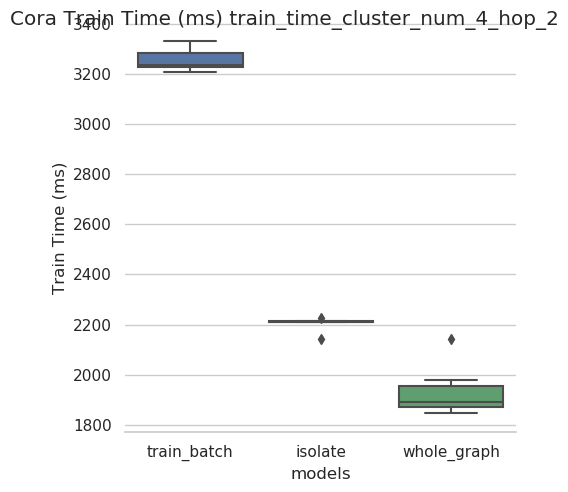 Cora Train Time (ms) train_time_cluster_num_4_hop_2
3400
3200
3000
2800
2600
2400
2200
2000
1800
Train Time (ms)
train_batch isolate whole_graph
models